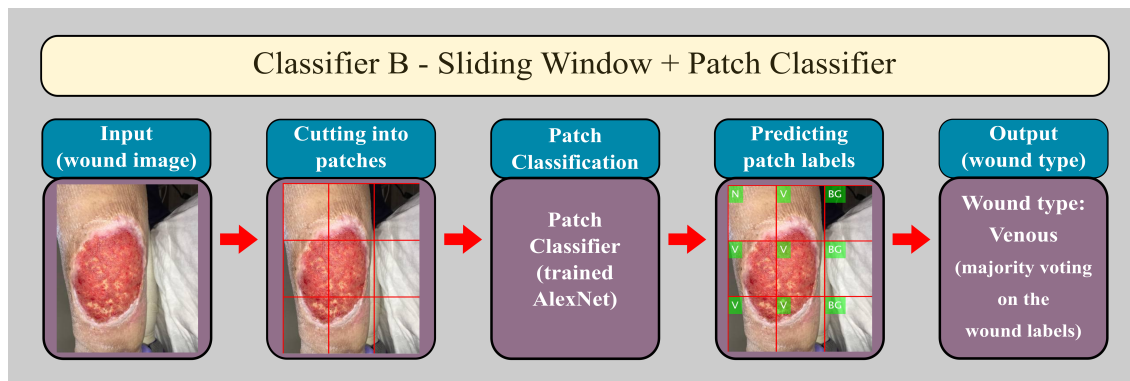 Classifier B - Sliding Window + Patch Classifier
Input
(wound image)
Cutting into
patches
Patch
Classification
Patch
Classifier
(trained
AlexNet)
Predicting
patch labels
N V BG
V V BG
V V BG
Output
(wound type)
Wound type:
Venous
(majority voting
on the
wound labels)